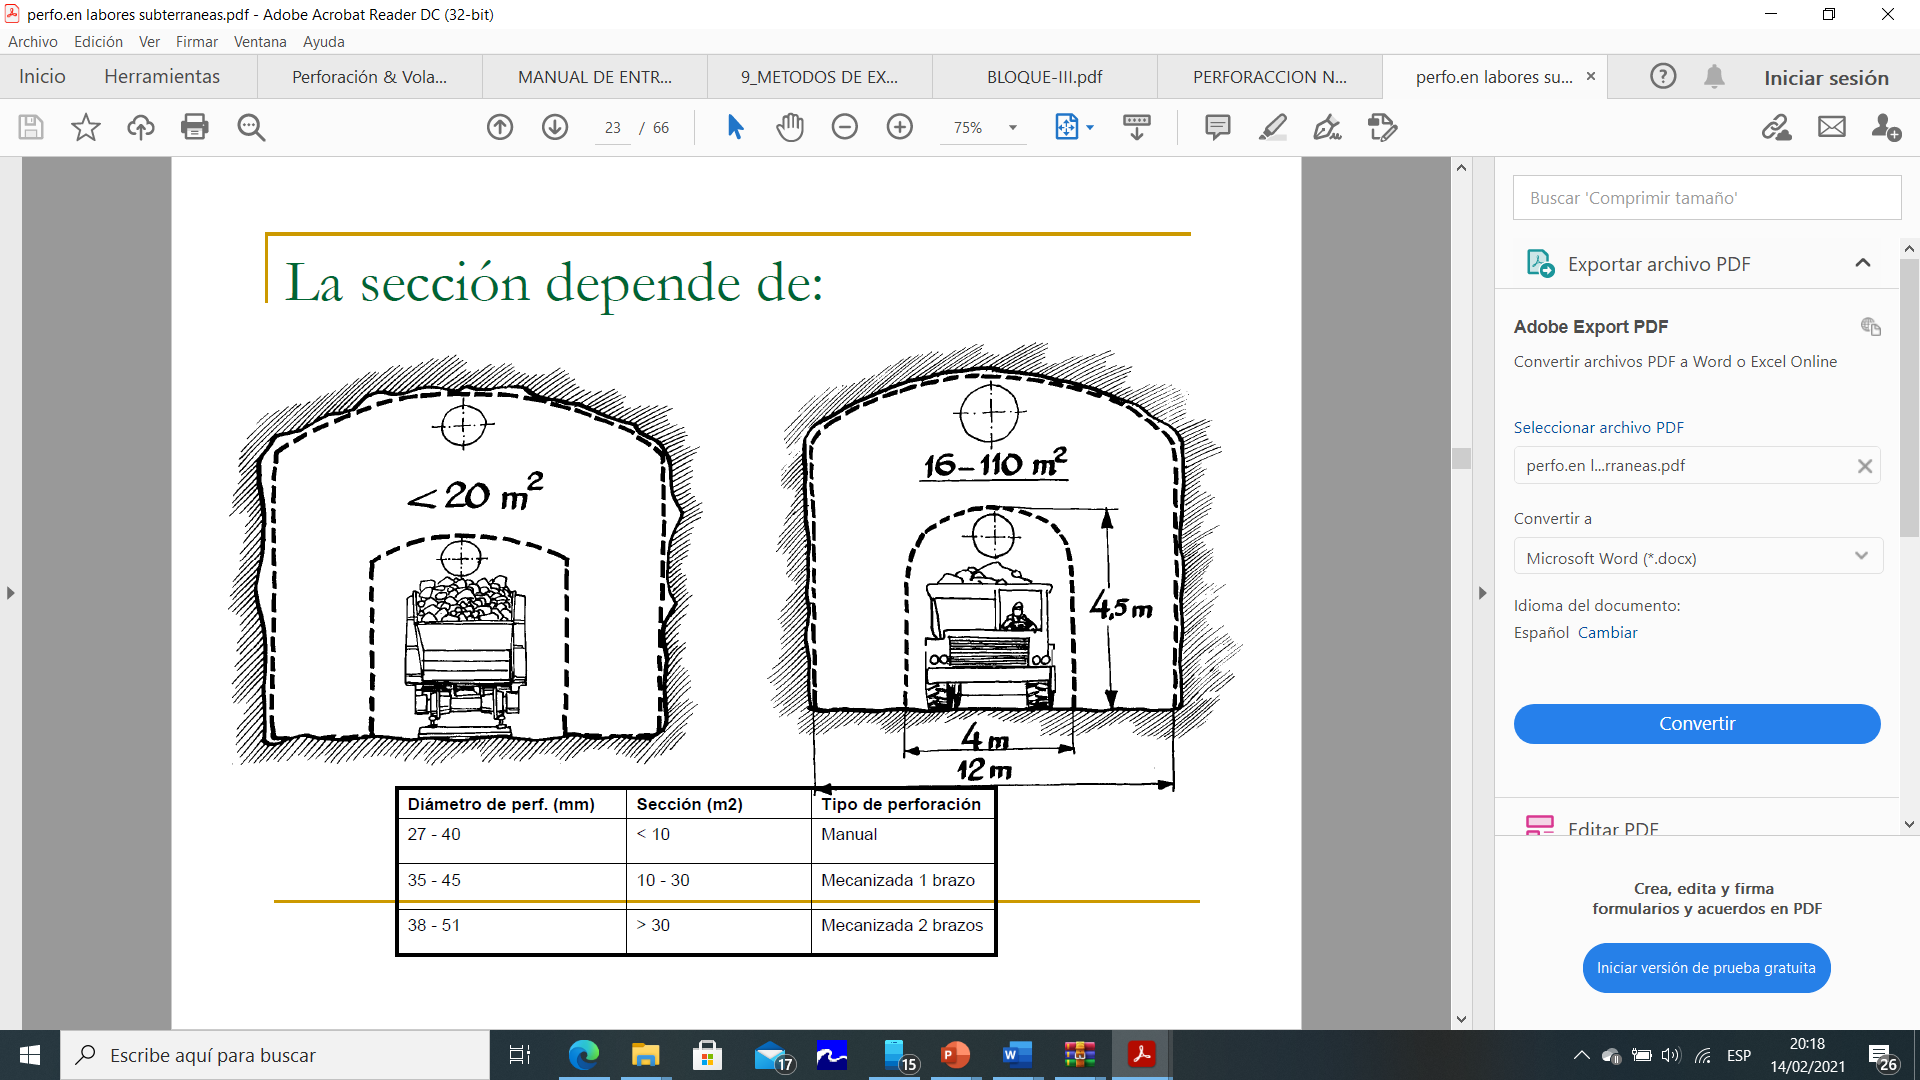 perfo.en labores subterraneas.pdf - Adobe Acrobat Reader DC (32-bit)
Archivo Edición Ver Firmar Ventana Ayuda
Inicio Herramientas Perforación & Vola... MANUAL DE ENTR... 9_METODOS DE EX... BLOQUE-III.pdf PERFORACCION N... perfo.en labores su... Iniciar sesión
23 / 66 75%
La sección depende de:
< 20 m²
16-110 m²
4,5 m
4 m
12 m
Diámetro de perf. (mm) Sección (m2) Tipo de perforación
27 - 40 < 10 Manual
35 - 45 10 - 30 Mecanizada 1 brazo
38 - 51 > 30 Mecanizada 2 brazos
Buscar 'Comprimir tamaño'
Exportar archivo PDF
Adobe Export PDF
Convertir archivos PDF a Word o Excel Online
Seleccionar archivo PDF
perfo.en l...rraneas.pdf
Convertir a
Microsoft Word (*.docx)
Idioma del documento:
Español Cambiar
Convertir
Editar PDF
Crea, edita y firma
formularios y acuerdos en PDF
Iniciar versión de prueba gratuita
Escribe aquí para buscar
17
15
ESP
20:18
14/02/2021
26